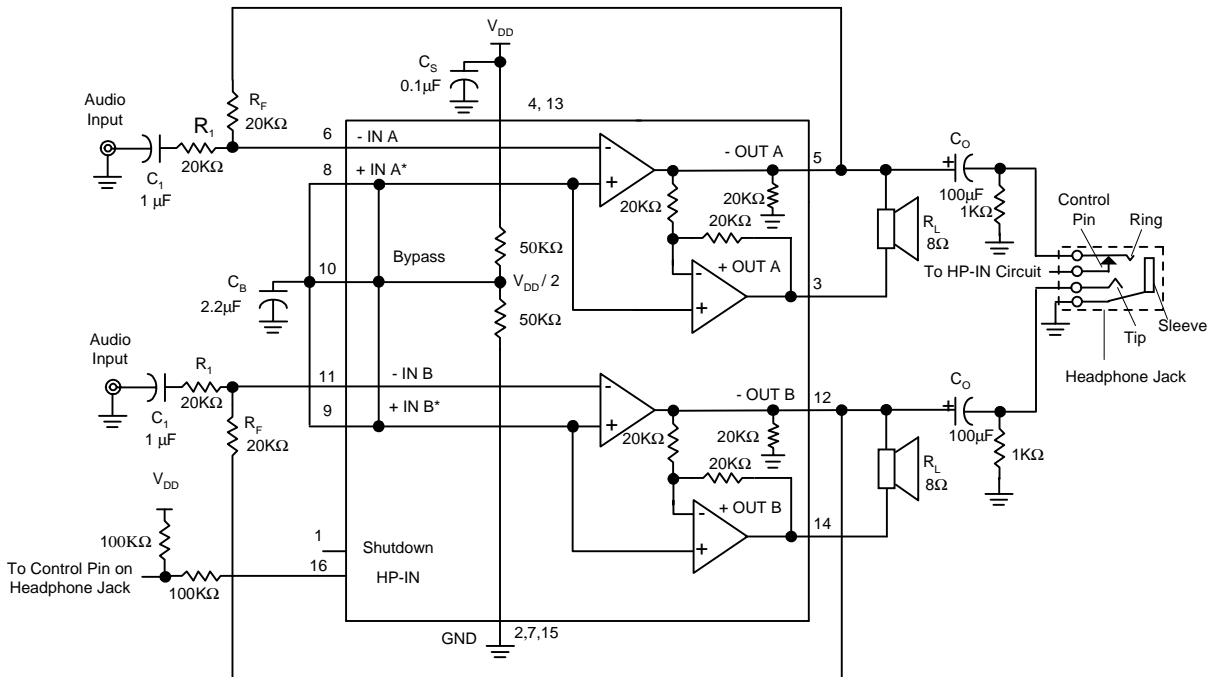 V_DD
C_S
0.1µF
4, 13
Audio
Input
R_F
20KΩ
R_1
20KΩ
C_1
1 µF
6
- IN A
8
+ IN A*
- OUT A
5
20KΩ
20KΩ
20KΩ
+ OUT A
3
R_L
8Ω
C_O
+
100µF
1KΩ
Control
Pin
Ring
To HP-IN Circuit
Tip
Sleeve
Headphone Jack
50KΩ
Bypass
10
V_DD / 2
50KΩ
C_B
2.2µF
Audio
Input
R_1
20KΩ
C_1
1 µF
R_F
20KΩ
11
- IN B
9
+ IN B*
- OUT B
12
20KΩ
20KΩ
20KΩ
+ OUT B
14
R_L
8Ω
C_O
+
100µF
1KΩ
V_DD
100KΩ
To Control Pin on
Headphone Jack
100KΩ
1
Shutdown
16
HP-IN
GND
2,7,15
-
+
-
+
-
+
-
+